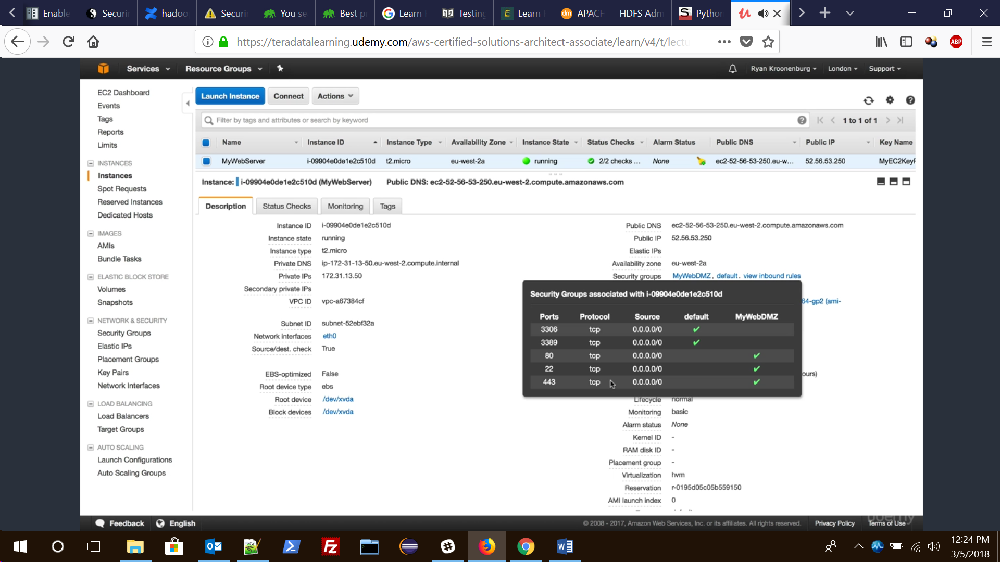 Enable
Securi
hadoo
Securi
You se
Best p
Learn
Testing
Learn
APACH
HDFS Adm
Python
https://teradatalearning.udemy.com/aws-certified-solutions-architect-associate/learn/v4/t/lectu
ABP
Services
Resource Groups
Ryan Kroonenburg
London
Support
EC2 Dashboard
Events
Tags
Reports
Limits
INSTANCES
Instances
Spot Requests
Reserved Instances
Dedicated Hosts
IMAGES
AMIs
Bundle Tasks
ELASTIC BLOCK STORE
Volumes
Snapshots
NETWORK & SECURITY
Security Groups
Elastic IPs
Placement Groups
Key Pairs
Network Interfaces
LOAD BALANCING
Load Balancers
Target Groups
AUTO SCALING
Launch Configurations
Auto Scaling Groups
Launch Instance Connect Actions
Filter by tags and attributes or search by keyword
1 to 1 of 1
Name Instance ID Instance Type Availability Zone Instance State Status Checks Alarm Status Public DNS Public IP Key Name
MyWebServer i-09904e0de1e2c510d t2.micro eu-west-2a running 2/2 checks ... None ec2-52-56-53-250.eu-w... 52.56.53.250 MyEC2KeyP
Instance: i-09904e0de1e2c510d (MyWebServer) Public DNS: ec2-52-56-53-250.eu-west-2.compute.amazonaws.com
Description Status Checks Monitoring Tags
Instance ID i-09904e0de1e2c510d
Instance state running
Instance type t2.micro
Private DNS ip-172-31-13-50.eu-west-2.compute.internal
Private IPs 172.31.13.50
Secondary private IPs
VPC ID vpc-a67384cf
Subnet ID subnet-52ebf32a
Network interfaces eth0
Source/dest. check True
EBS-optimized False
Root device type ebs
Root device /dev/xvda
Block devices /dev/xvda
Public DNS ec2-52-56-53-250.eu-west-2.compute.amazonaws.com
Public IP 52.56.53.250
Elastic IPs
Availability zone eu-west-2a
Security groups MyWebDMZ, default. view inbound rules
64-gp2 (ami-
Security Groups associated with i-09904e0de1e2c510d
Ports Protocol Source default MyWebDMZ
3306 tcp 0.0.0.0/0 ✔
3389 tcp 0.0.0.0/0 ✔
80 tcp 0.0.0.0/0 ✔
22 tcp 0.0.0.0/0 ✔
443 tcp 0.0.0.0/0 ✔
ours)
Lifecycle normal
Monitoring basic
Alarm status None
Kernel ID -
RAM disk ID -
Placement group -
Virtualization hvm
Reservation r-0195d05c05b559150
AMI launch index 0
Feedback English
© 2008 - 2017, Amazon Web Services, Inc. or its affiliates. All rights reserved. Privacy Policy Terms of Use
udemy
12:24 PM
3/5/2018